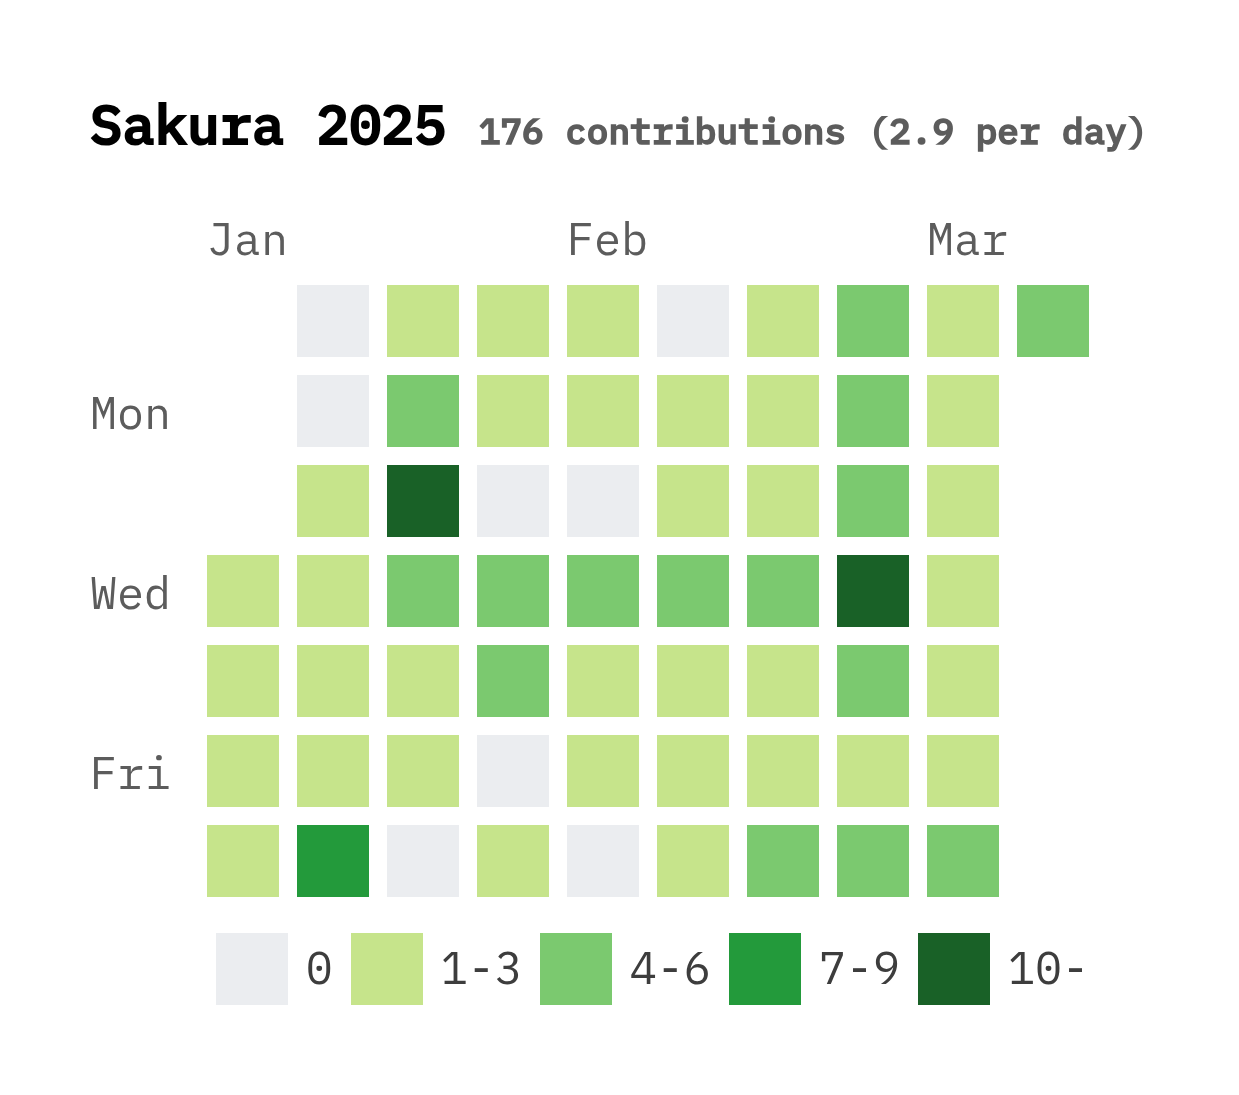 Sakura 2025 176 contributions (2.9 per day)
Jan Feb Mar
Mon
Wed
Fri
0 1-3 4-6 7-9 10-